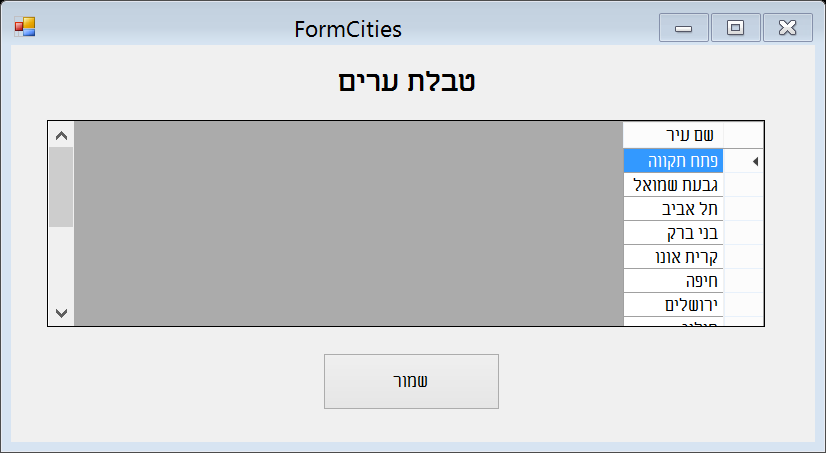 FormCities
טבלת ערים
שם עיר
פתח תקווה
גבעת שמואל
תל אביב
בני ברק
קרית אונו
חיפה
ירושלים
שמור